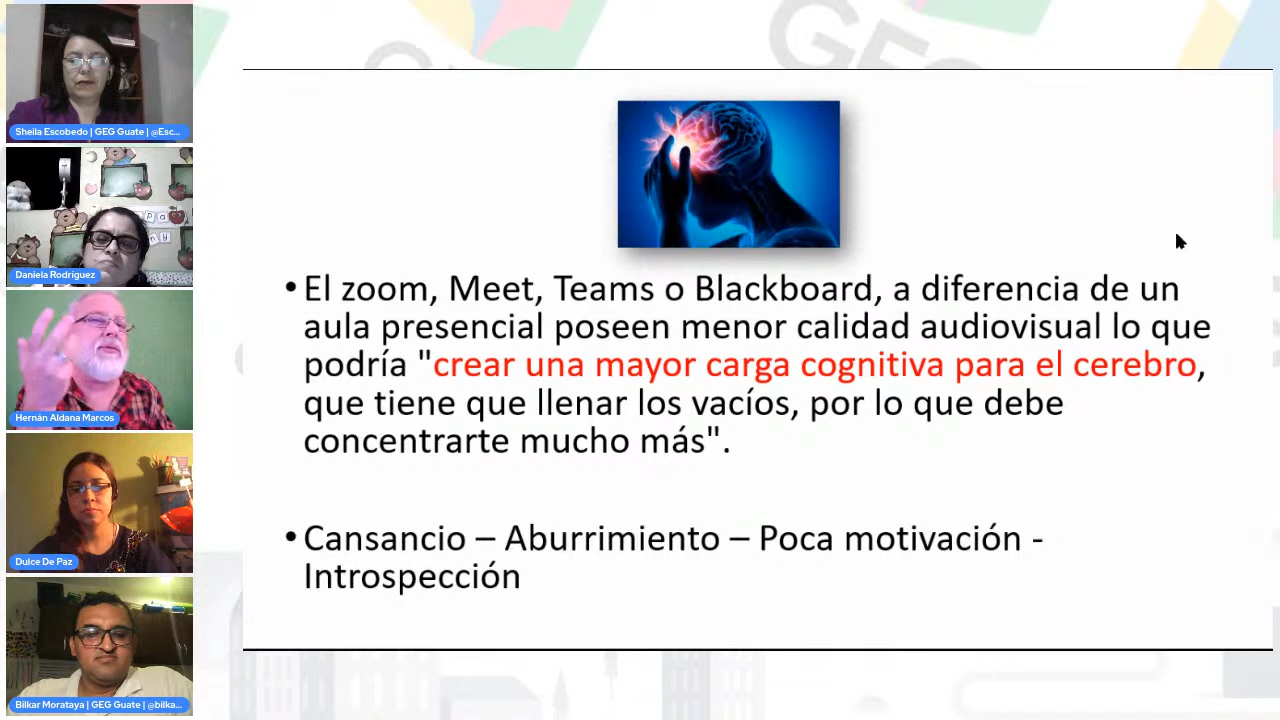 GEG
Sheila Escobedo | GEG Guate | @Esc...
Daniela Rodríguez
Hernán Aldana Marcos
Dulce De Paz
Bilkar Morataya | GEG Guate | @bilka...
• El zoom, Meet, Teams o Blackboard, a diferencia de un
aula presencial poseen menor calidad audiovisual lo que
podría "crear una mayor carga cognitiva para el cerebro,
que tiene que llenar los vacíos, por lo que debe
concentrarte mucho más".
• Cansancio – Aburrimiento – Poca motivación -
Introspección